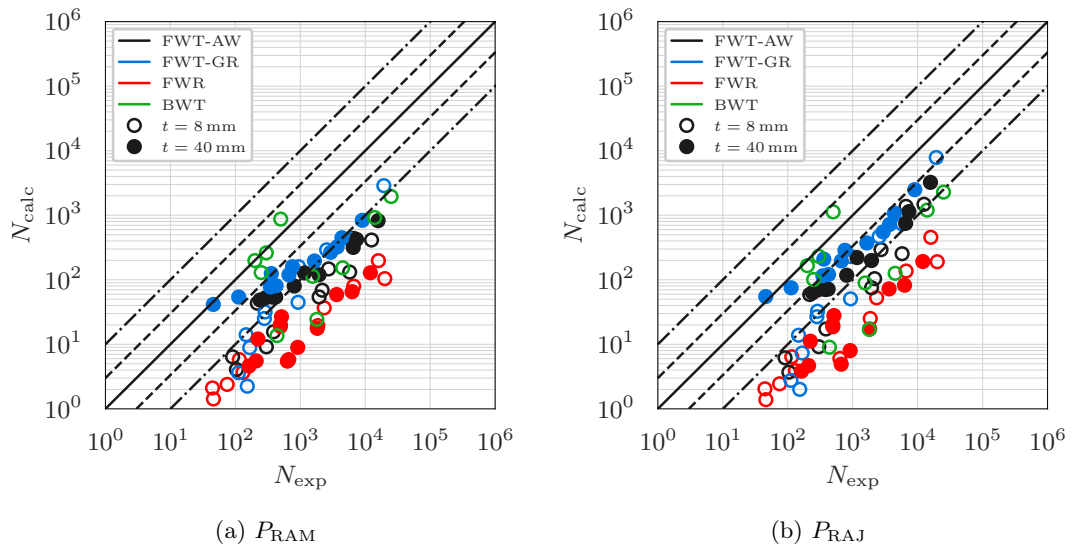 10^6
10^5
10^4
10^3
10^2
10^1
10^0
N_calc
FWT-AW
FWT-GR
FWR
BWT
t = 8 mm
t = 40 mm
10^0 10^1 10^2 10^3 10^4 10^5 10^6
N_exp
(a) P_RAM
10^6
10^5
10^4
10^3
10^2
10^1
10^0
N_calc
FWT-AW
FWT-GR
FWR
BWT
t = 8 mm
t = 40 mm
10^0 10^1 10^2 10^3 10^4 10^5 10^6
N_exp
(b) P_RAJ